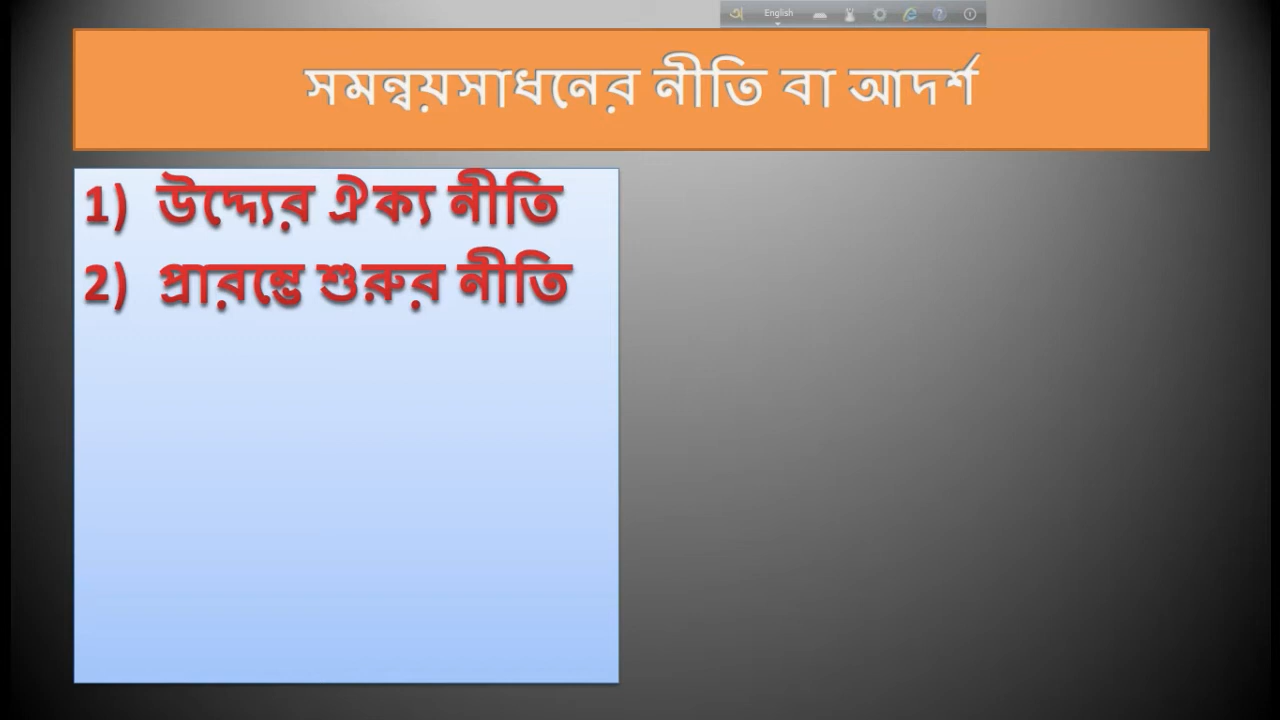 অ English
সমন্বয়সাধনের নীতি বা আদর্শ
1) উদ্দ্যের ঐক্য নীতি
2) প্রারম্ভে শুরুর নীতি